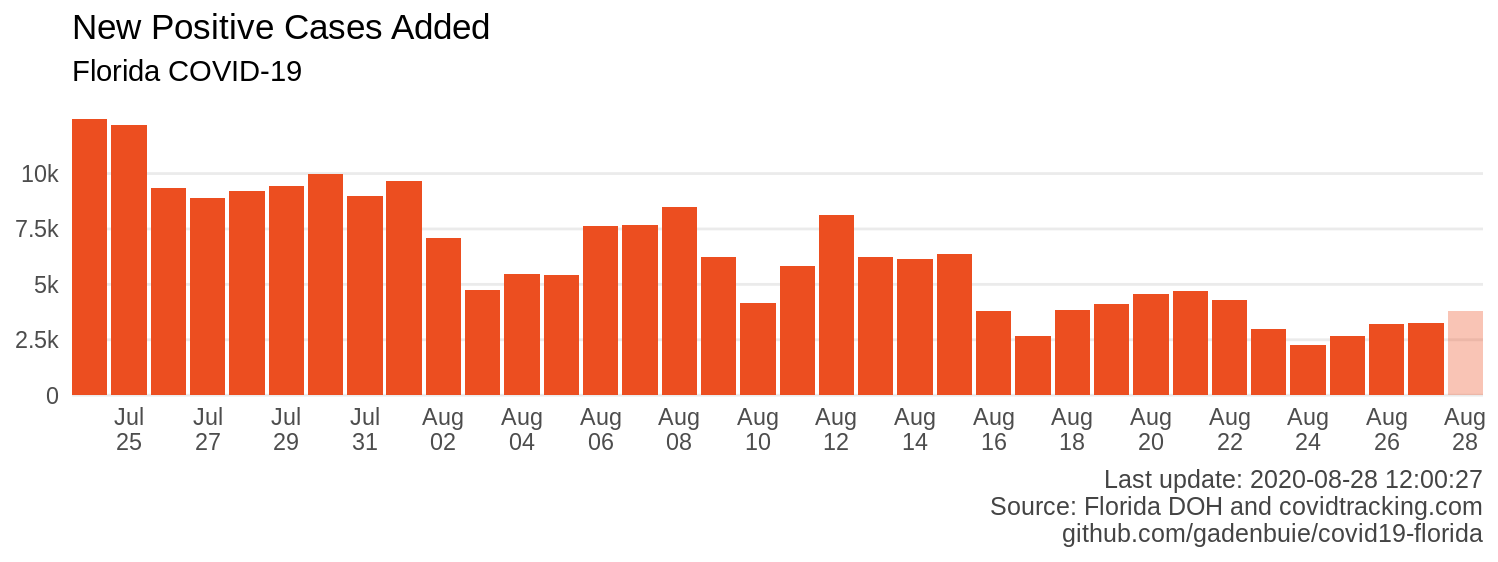 New Positive Cases Added
Florida COVID-19
10k
7.5k
5k
2.5k
0
Jul Jul Jul Jul Aug Aug Aug Aug Aug Aug Aug Aug Aug Aug Aug Aug Aug Aug
25 27 29 31 02 04 06 08 10 12 14 16 18 20 22 24 26 28
Last update: 2020-08-28 12:00:27
Source: Florida DOH and covidtracking.com
github.com/gadenbuie/covid19-florida